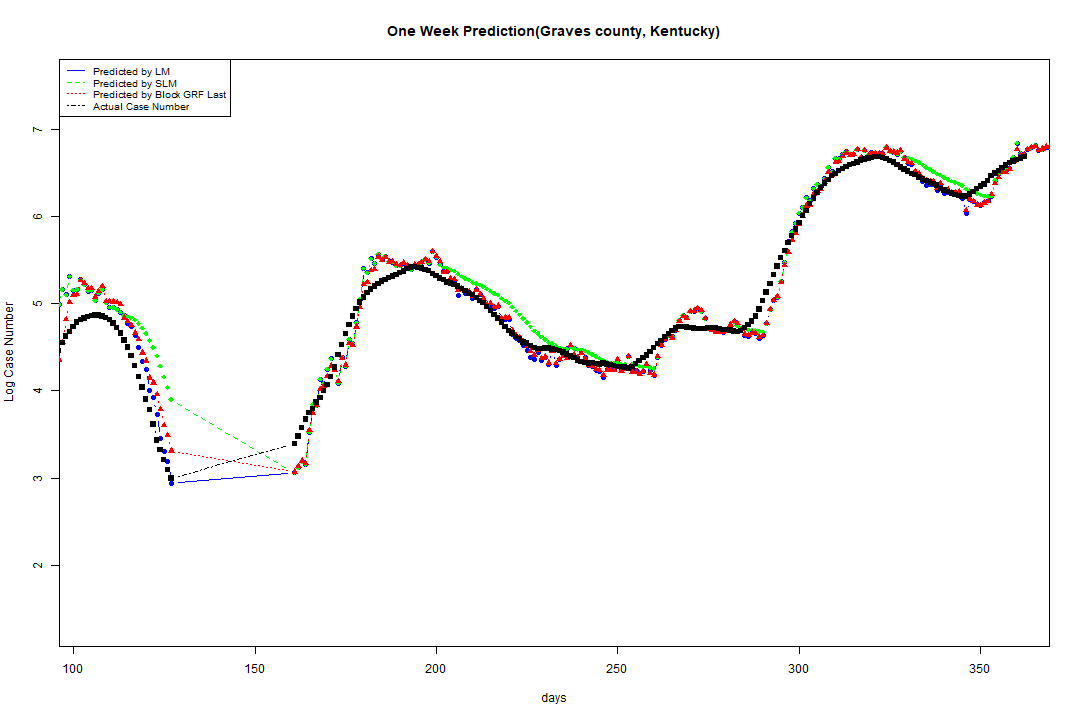 One Week Prediction(Graves county, Kentucky)
Predicted by LM
Predicted by SLM
Predicted by Block GRF Last
Actual Case Number
7
6
5
4
3
2
Log Case Number
100 150 200 250 300 350
days